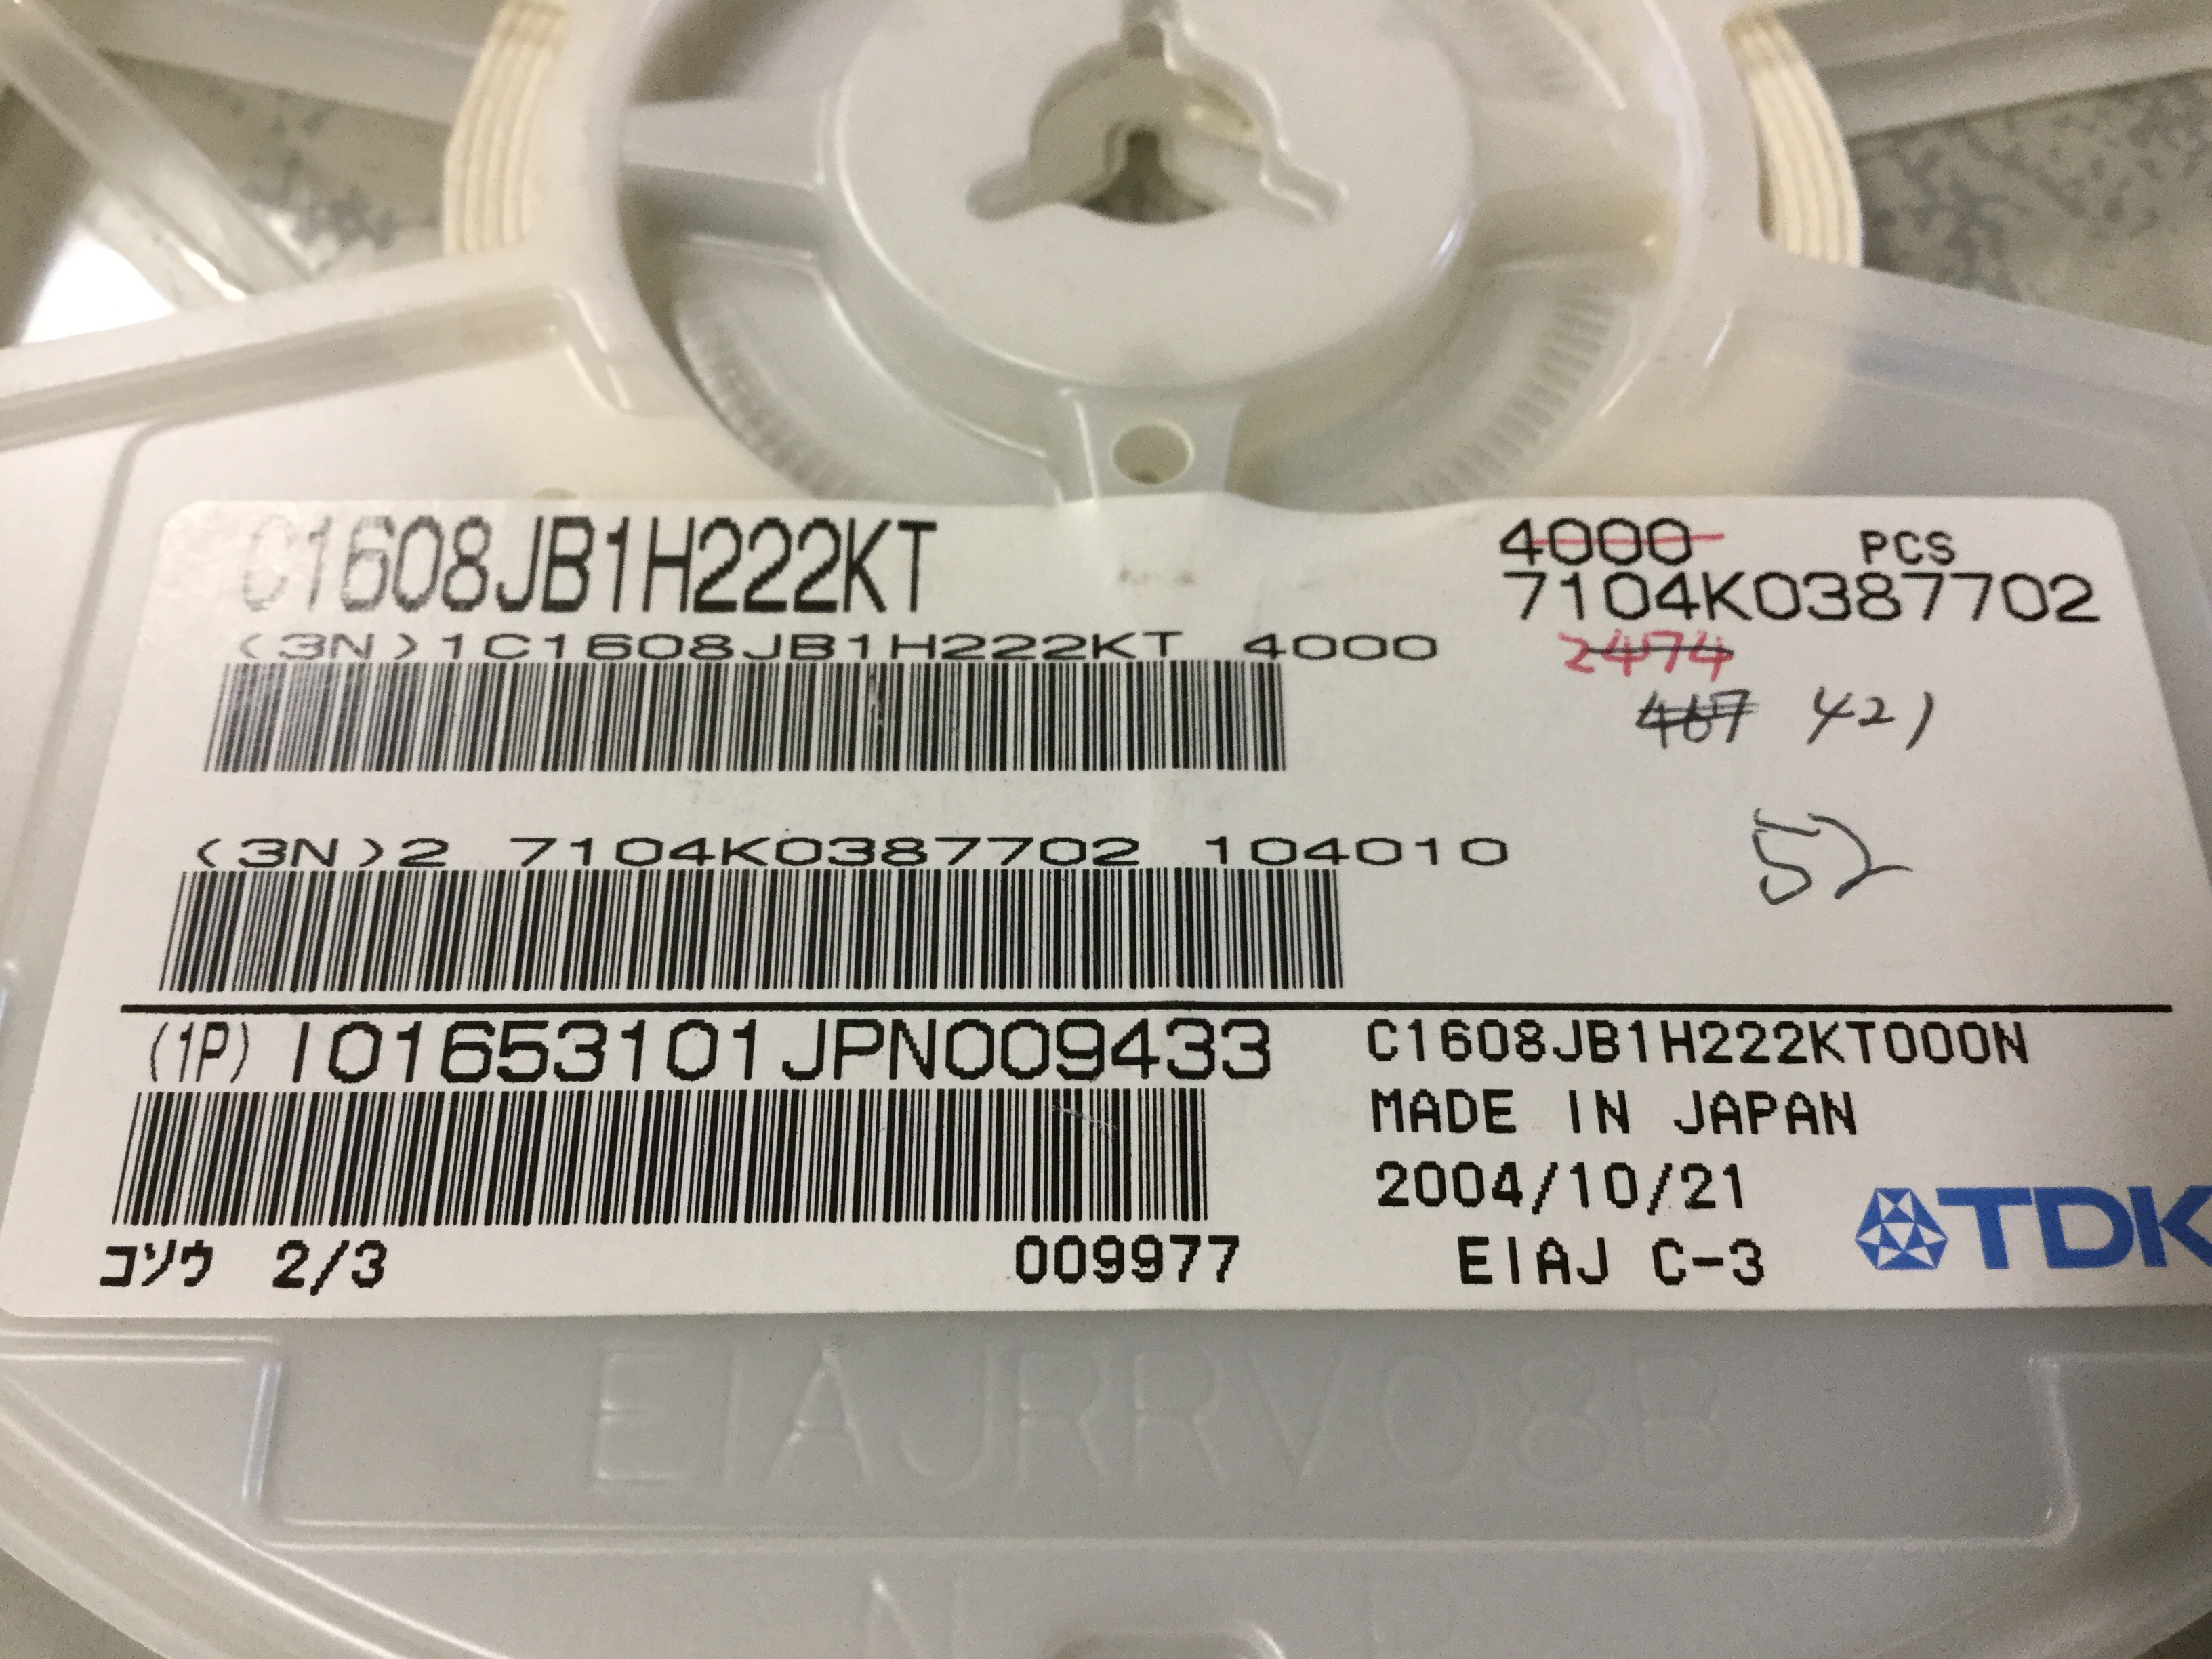 C1608JB1H222KT
4000 PCS
7104K0387702
(3N)1C1608JB1H222KT 4000
2474
467 421
52
(3N)2 7104K0387702 104010
(1P) I01653101JPN009433
C1608JB1H222KT000N
MADE IN JAPAN
2004/10/21
コソウ 2/3
009977
EIAJ C-3
TDK
EIAJRRV08B